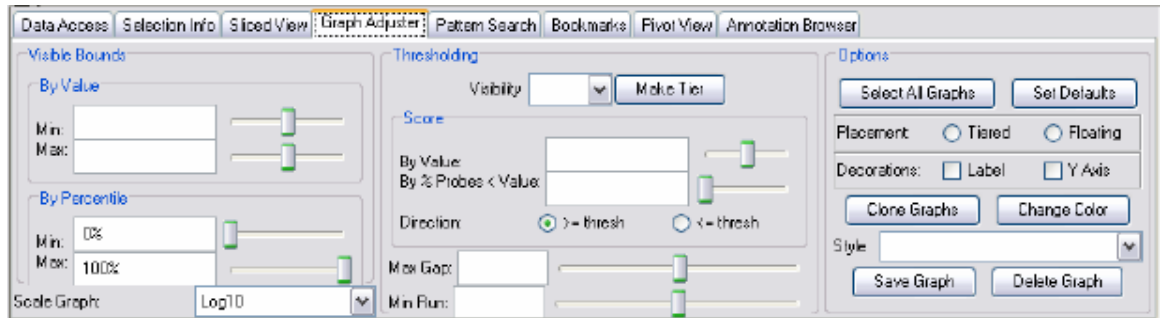 Data Access Selection Info Sliced View Graph Adjuster Pattern Search Bookmarks Pivot View Annotation Browser
Visible Bounds
By Value
Min:
Max:
By Percentile
Min: 0%
Max: 100%
Scale Graph: Log10
Thresholding
Visibility Make Tier
Score
By Value:
By % Probes < Value:
Direction: >= thresh <= thresh
Max Gap:
Min Run:
Options
Select All Graphs Set Defaults
Placement: Tiered Floating
Decorations: Label Y Axis
Clone Graphs Change Color
Style
Save Graph Delete Graph